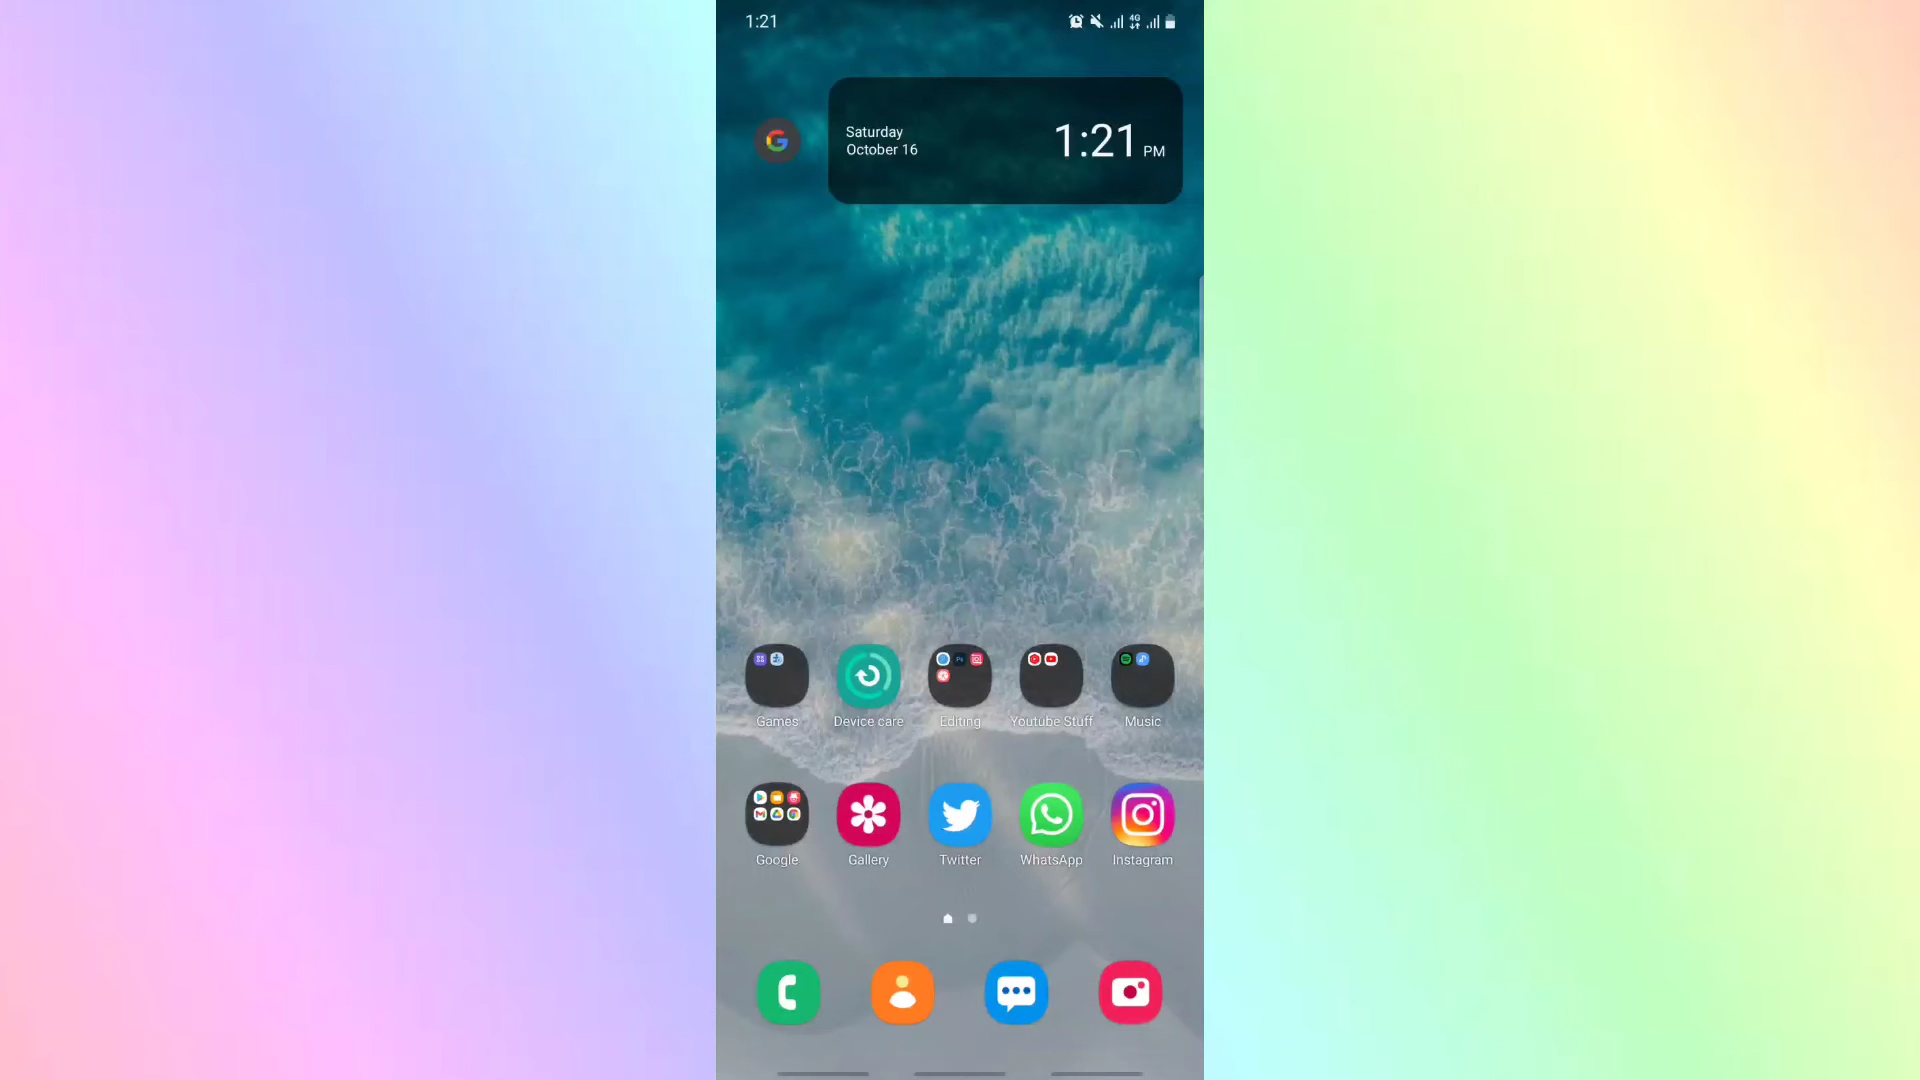 1:21
4G
Saturday
October 16
1:21 PM
Games
Device care
Editing
Youtube Stuff
Music
Google
Gallery
Twitter
WhatsApp
Instagram